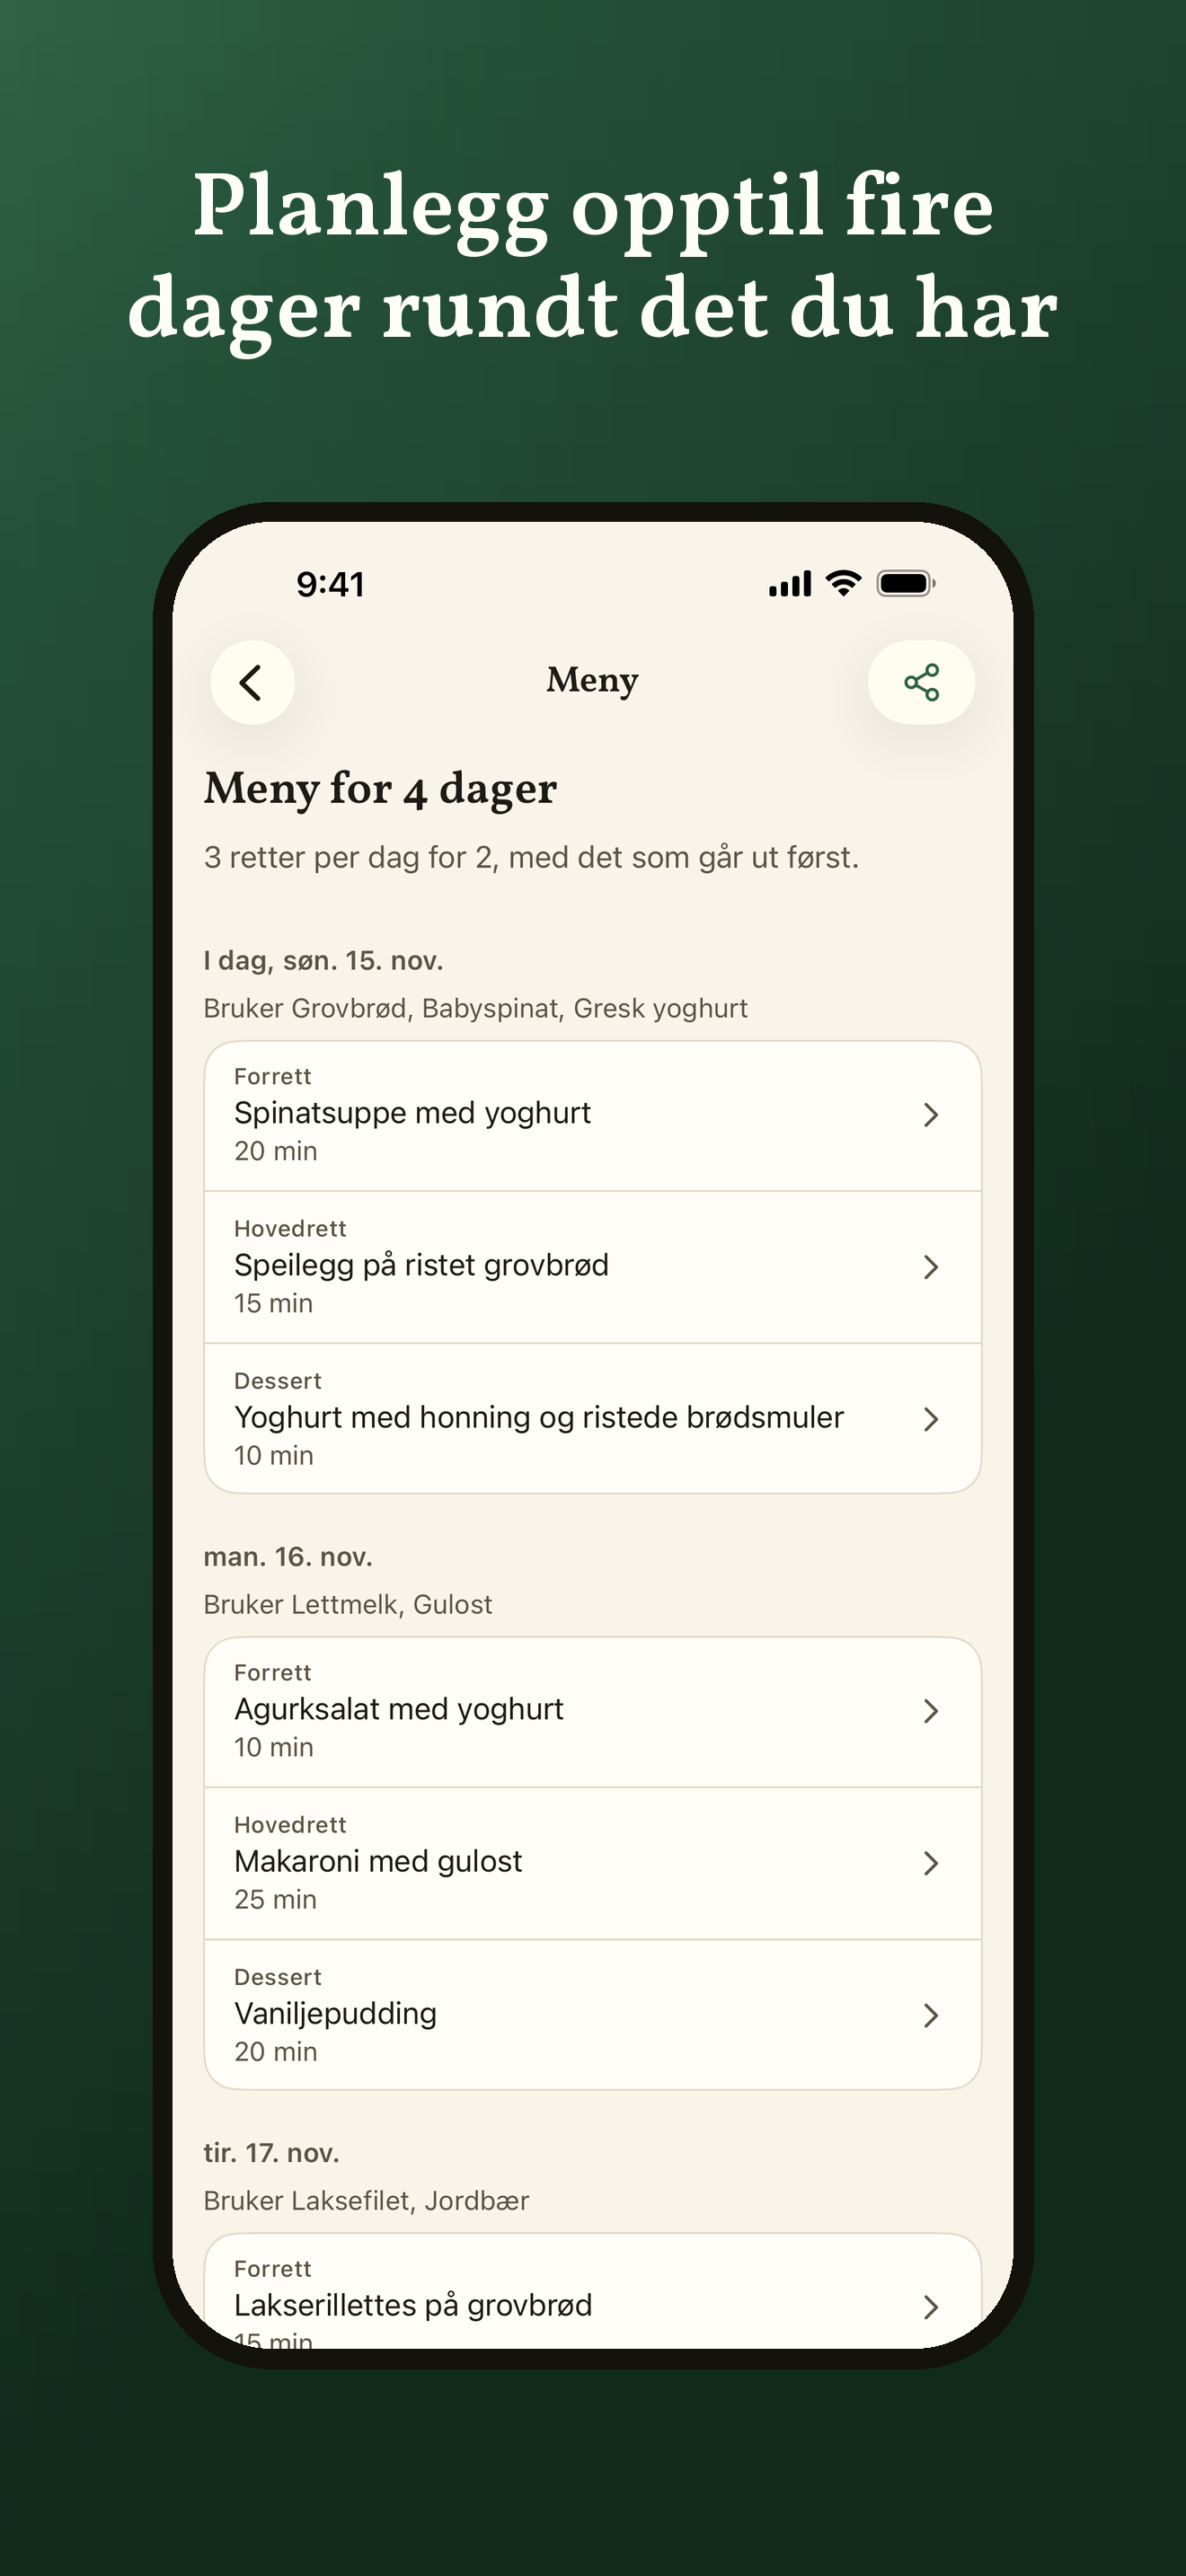 Planlegg opptil fire
dager rundt det du har
9:41
Meny
Meny for 4 dager
3 retter per dag for 2, med det som går ut først.
I dag, søn. 15. nov.
Bruker Grovbrød, Babyspinat, Gresk yoghurt
Forrett
Spinatsuppe med yoghurt
20 min
Hovedrett
Speilegg på ristet grovbrød
15 min
Dessert
Yoghurt med honning og ristede brødsmuler
10 min
man. 16. nov.
Bruker Lettmelk, Gulost
Forrett
Agurksalat med yoghurt
10 min
Hovedrett
Makaroni med gulost
25 min
Dessert
Vaniljepudding
20 min
tir. 17. nov.
Bruker Laksefilet, Jordbær
Forrett
Lakserillettes på grovbrød
15 min